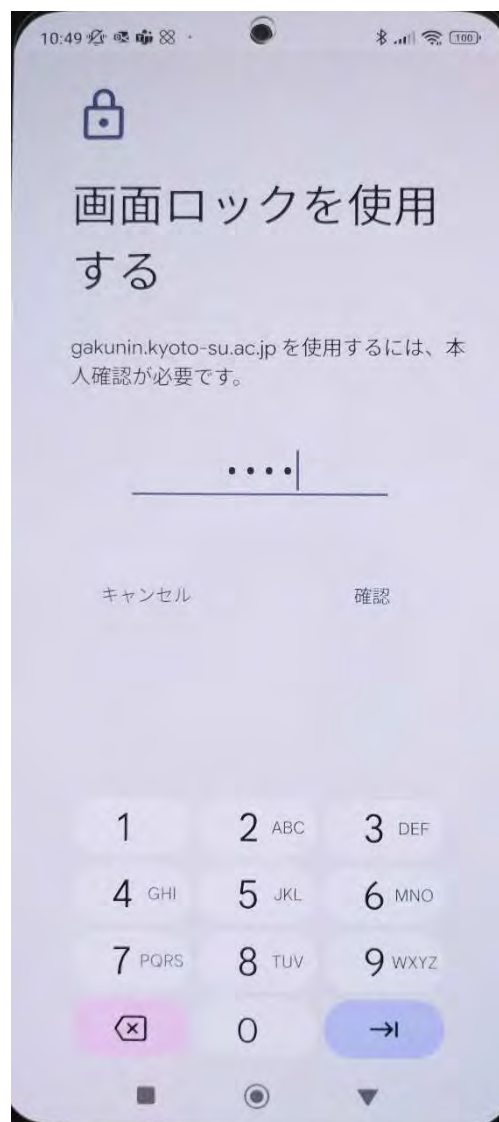 10:49
100
画面ロックを使用
する
gakunin.kyoto-su.ac.jp を使用するには、本
人確認が必要です。
••••
キャンセル 確認
1 2 ABC 3 DEF
4 GHI 5 JKL 6 MNO
7 PQRS 8 TUV 9 WXYZ
0